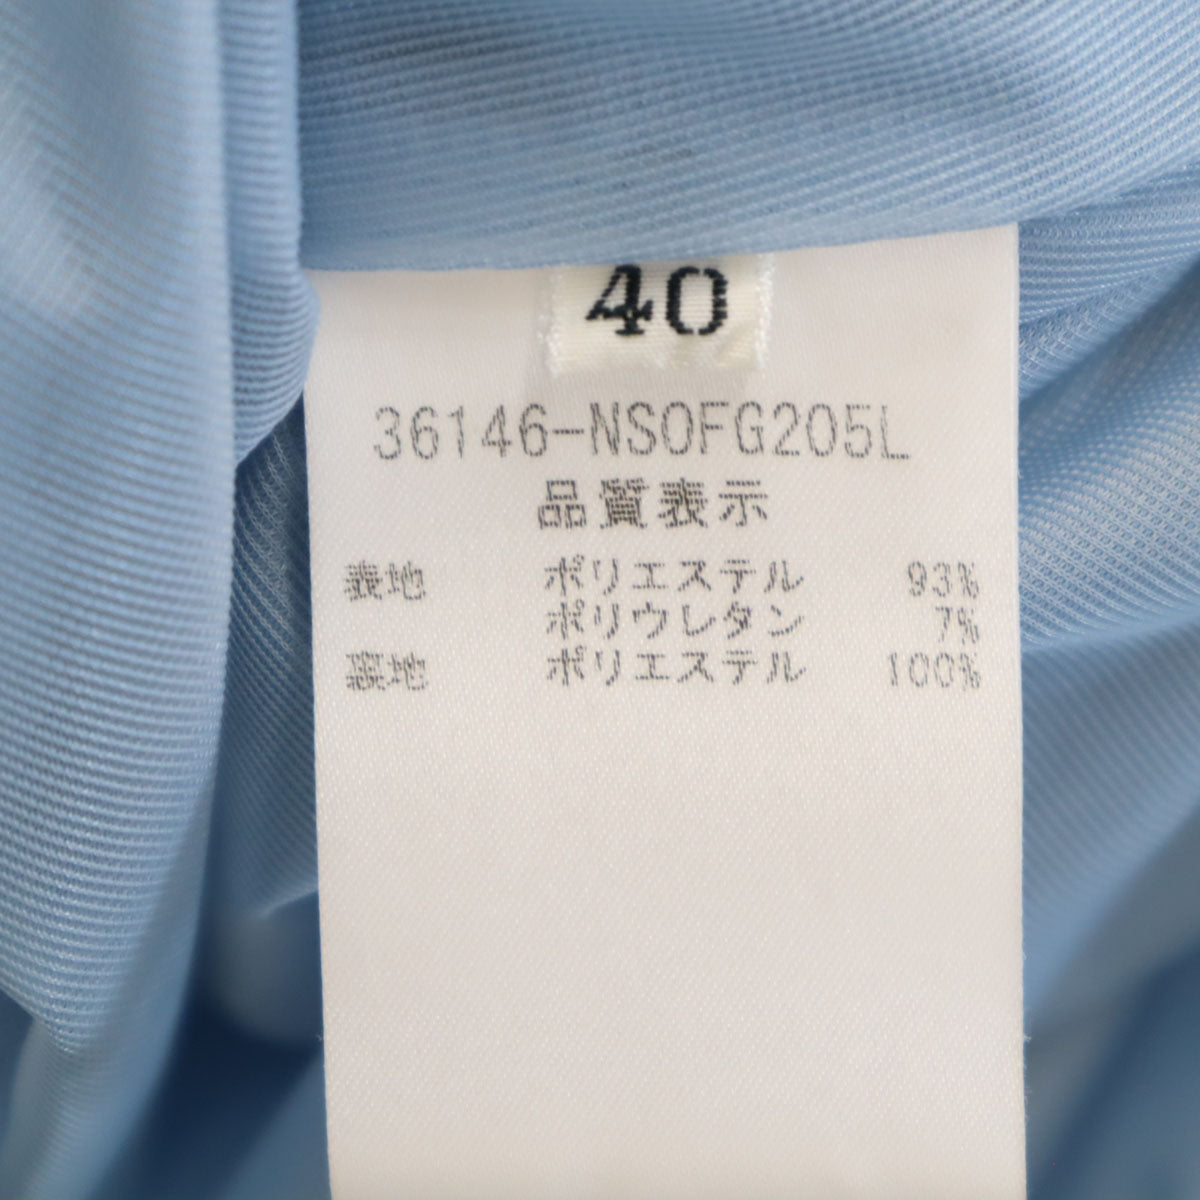 40
36146-NSOFG205L
品質表示
表地 ポリエステル 93%
ポリウレタン 7%
裏地 ポリエステル 100%